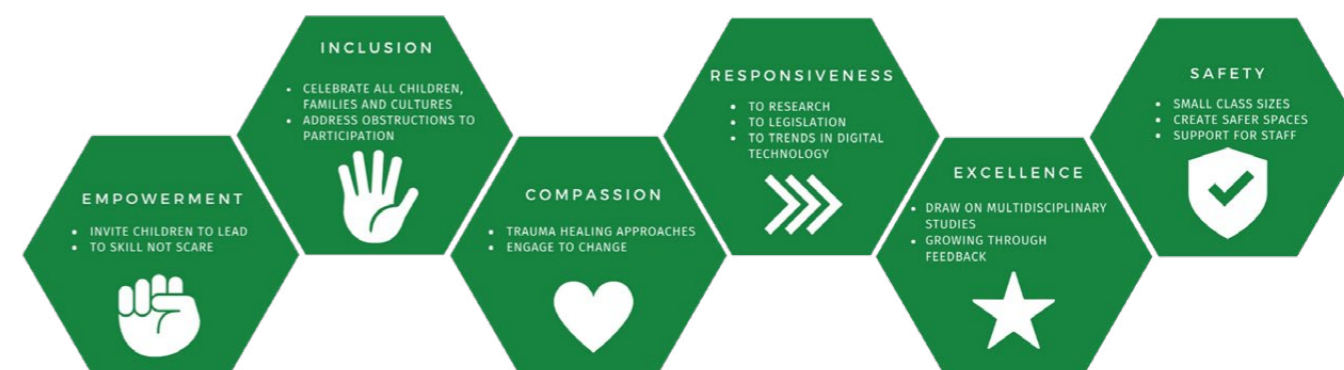 EMPOWERMENT
• INVITE CHILDREN TO LEAD
• TO SKILL NOT SCARE
INCLUSION
• CELEBRATE ALL CHILDREN,
FAMILIES AND CULTURES
• ADDRESS OBSTRUCTIONS TO
PARTICIPATION
COMPASSION
• TRAUMA HEALING APPROACHES
• ENGAGE TO CHANGE
RESPONSIVENESS
• TO RESEARCH
• TO LEGISLATION
• TO TRENDS IN DIGITAL
TECHNOLOGY
EXCELLENCE
• DRAW ON MULTIDISCIPLINARY
STUDIES
• GROWING THROUGH
FEEDBACK
SAFETY
• SMALL CLASS SIZES
• CREATE SAFER SPACES
• SUPPORT FOR STAFF